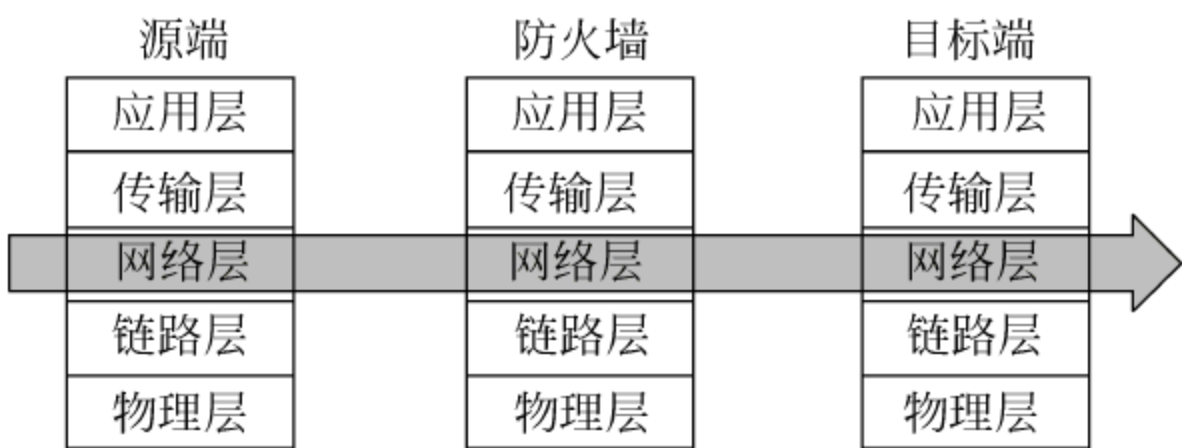 源端 防火墙 目标端
应用层 应用层 应用层
传输层 传输层 传输层
网络层 网络层 网络层
链路层 链路层 链路层
物理层 物理层 物理层